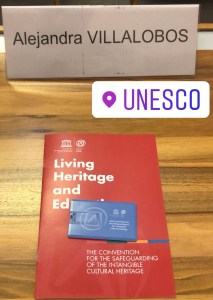 Alejandra VILLALOBOS
UNESCO
Living
Heritage
and
THE CONVENTION
FOR THE SAFEGUARDING
OF THE INTANGIBLE
CULTURAL HERITAGE